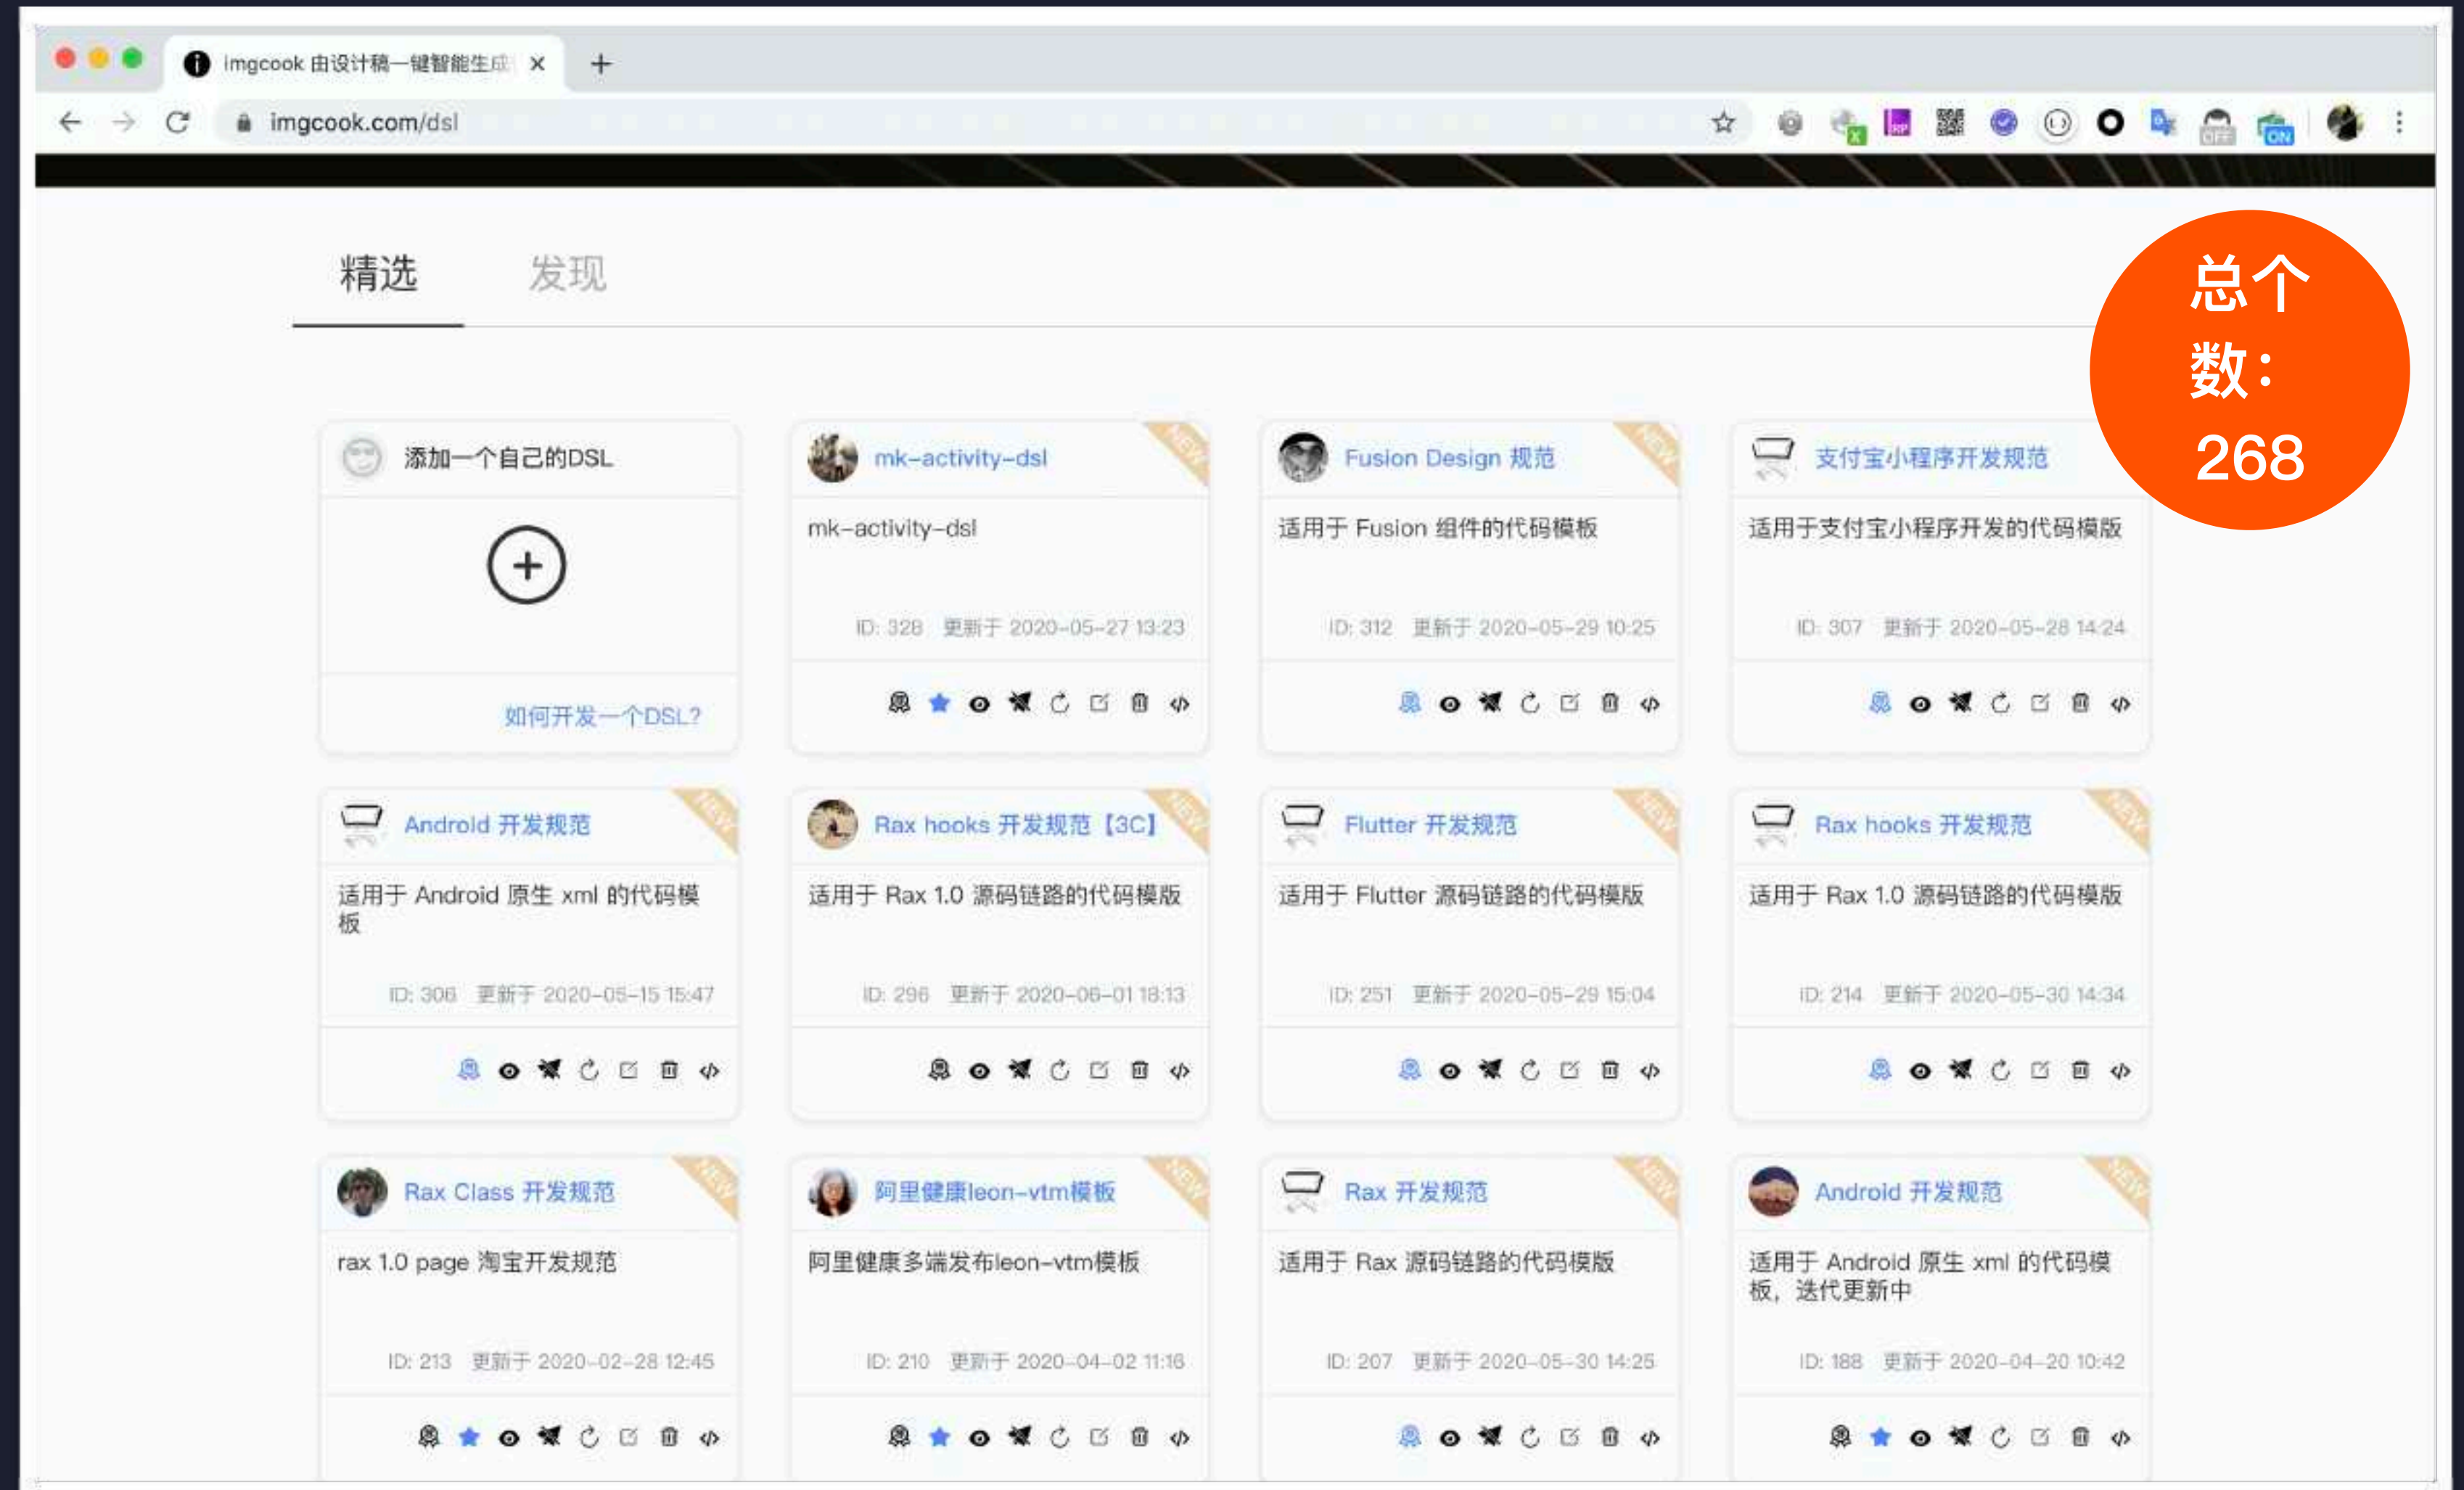 imgcook 由设计稿一键智能生成
imgcook.com/dsl
OFF
ON
精选
发现
总个
数：
268
添加一个自己的DSL
如何开发一个DSL？
mk-activity-dsl
NEW
mk-activity-dsl
ID: 328 更新于 2020-05-27 13:23
Fusion Design 规范
NEW
适用于 Fusion 组件的代码模板
ID: 312 更新于 2020-05-29 10:25
支付宝小程序开发规范
适用于支付宝小程序开发的代码模版
ID: 307 更新于 2020-05-28 14:24
Android 开发规范
NEW
适用于 Android 原生 xml 的代码模
板
ID: 306 更新于 2020-05-15 15:47
Rax hooks 开发规范【3C】
NEW
适用于 Rax 1.0 源码链路的代码模版
ID: 296 更新于 2020-06-01 18:13
Flutter 开发规范
NEW
适用于 Flutter 源码链路的代码模版
ID: 251 更新于 2020-05-29 15:04
Rax hooks 开发规范
NEW
适用于 Rax 1.0 源码链路的代码模版
ID: 214 更新于 2020-05-30 14:34
Rax Class 开发规范
NEW
rax 1.0 page 淘宝开发规范
ID: 213 更新于 2020-02-28 12:45
阿里健康leon-vtm模板
NEW
阿里健康多端发布leon-vtm模板
ID: 210 更新于 2020-04-02 11:16
Rax 开发规范
NEW
适用于 Rax 源码链路的代码模版
ID: 207 更新于 2020-05-30 14:25
Android 开发规范
NEW
适用于 Android 原生 xml 的代码模
板，迭代更新中
ID: 188 更新于 2020-04-20 10:42